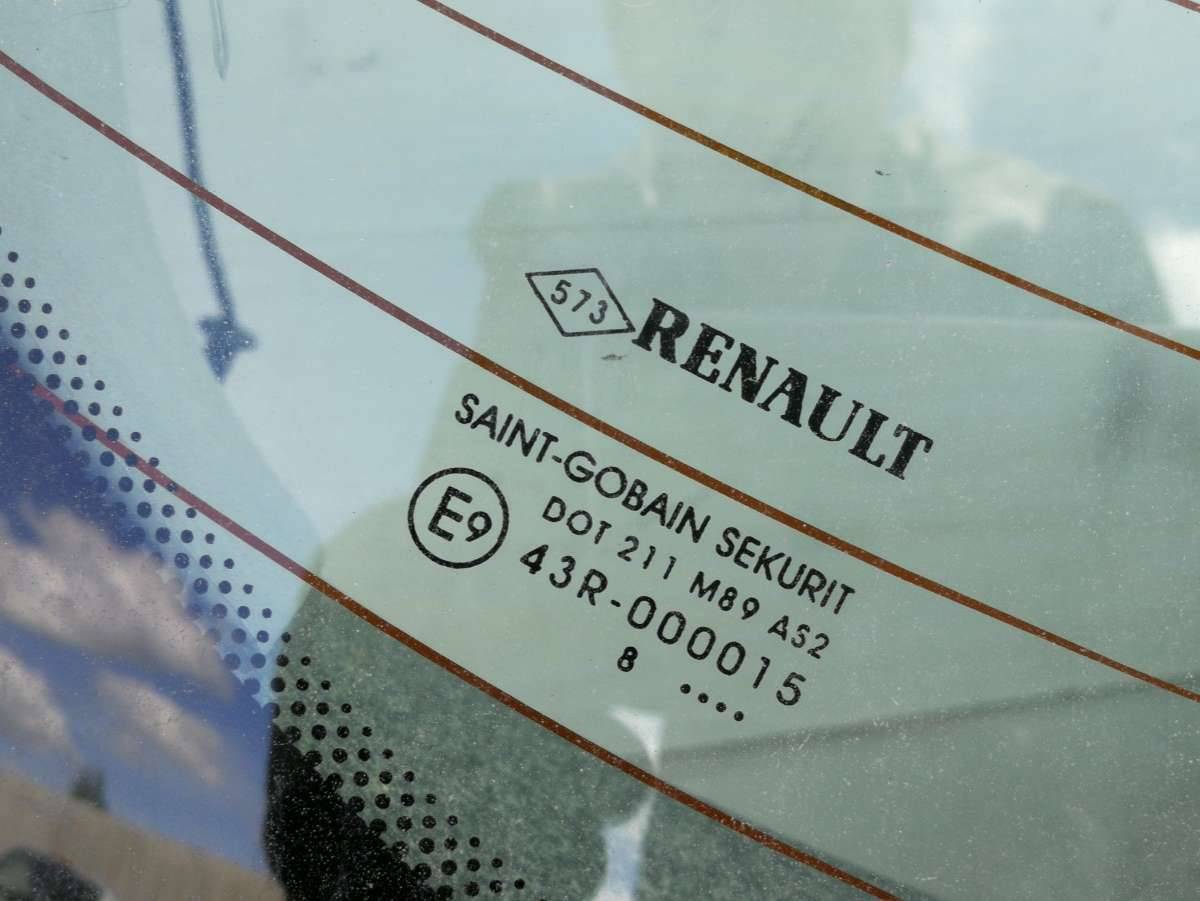 573 RENAULT
SAINT-GOBAIN SEKURIT
E9 DOT 211 M89 AS2
43R-000015
8 ....